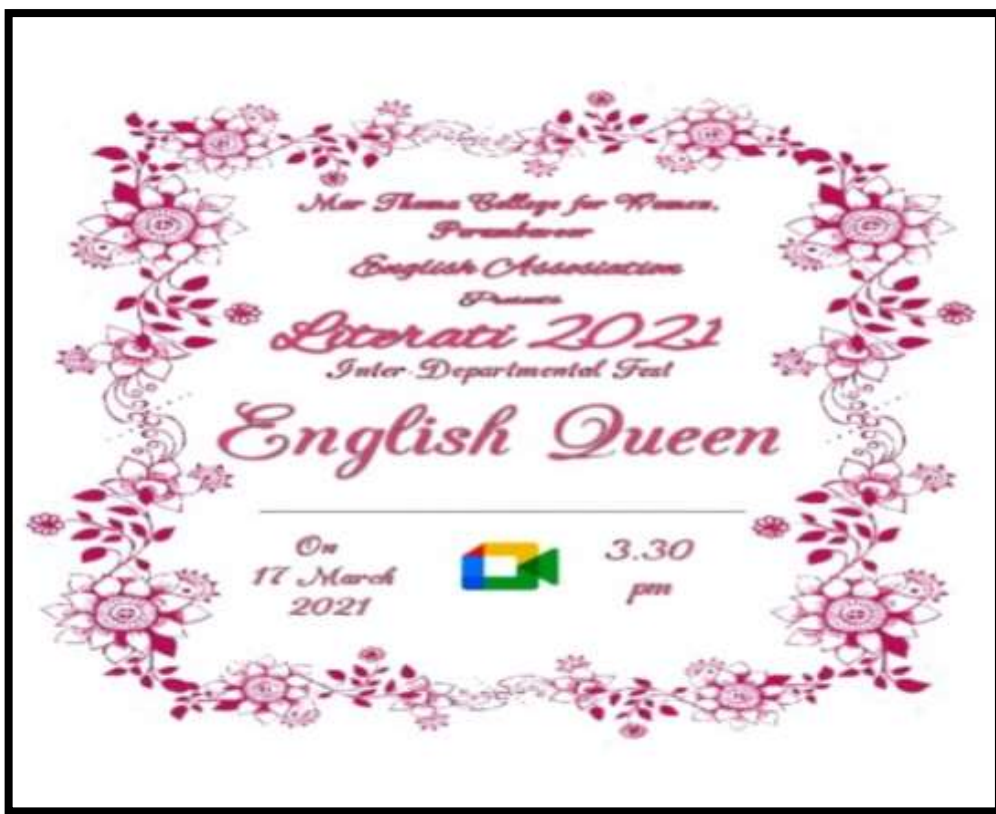 Mar Thoma College for Women,
Perumbavoor
English Association
Presents
Literati 2021
Inter-Departmental Fest
English Queen
On
17 March
2021
3.30
pm